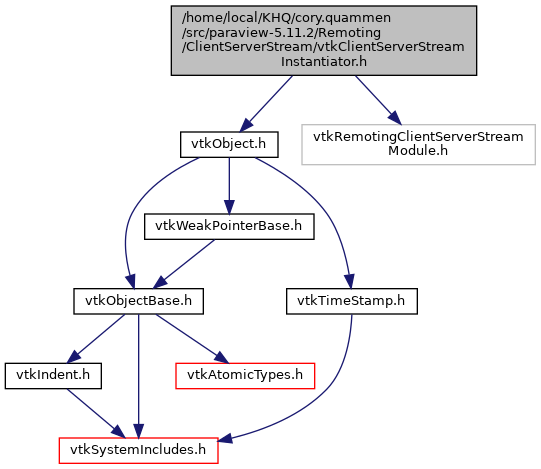 /home/local/KHQ/cory.quammen
/src/paraview-5.11.2/Remoting
/ClientServerStream/vtkClientServerStream
Instantiator.h
vtkObject.h
vtkRemotingClientServerStream
Module.h
vtkWeakPointerBase.h
vtkObjectBase.h
vtkTimeStamp.h
vtkIndent.h
vtkAtomicTypes.h
vtkSystemIncludes.h